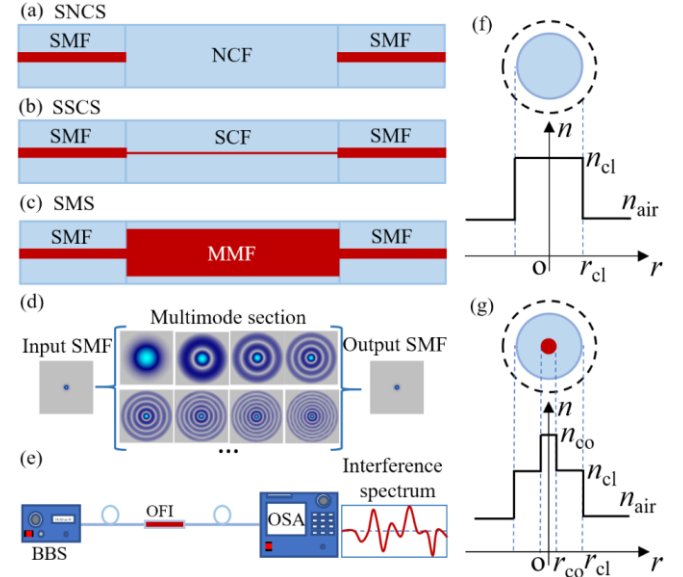 (a) SNCS
SMF NCF SMF
(b) SSCS
SMF SCF SMF
(c) SMS
SMF MMF SMF
(d)
Multimode section
Input SMF
Output SMF
...
(e)
OFI
BBS
OSA
Interference
spectrum
(f)
n
n_cl
n_air
o r_cl r
(g)
n
n_co
n_cl
n_air
o r_co r_cl r